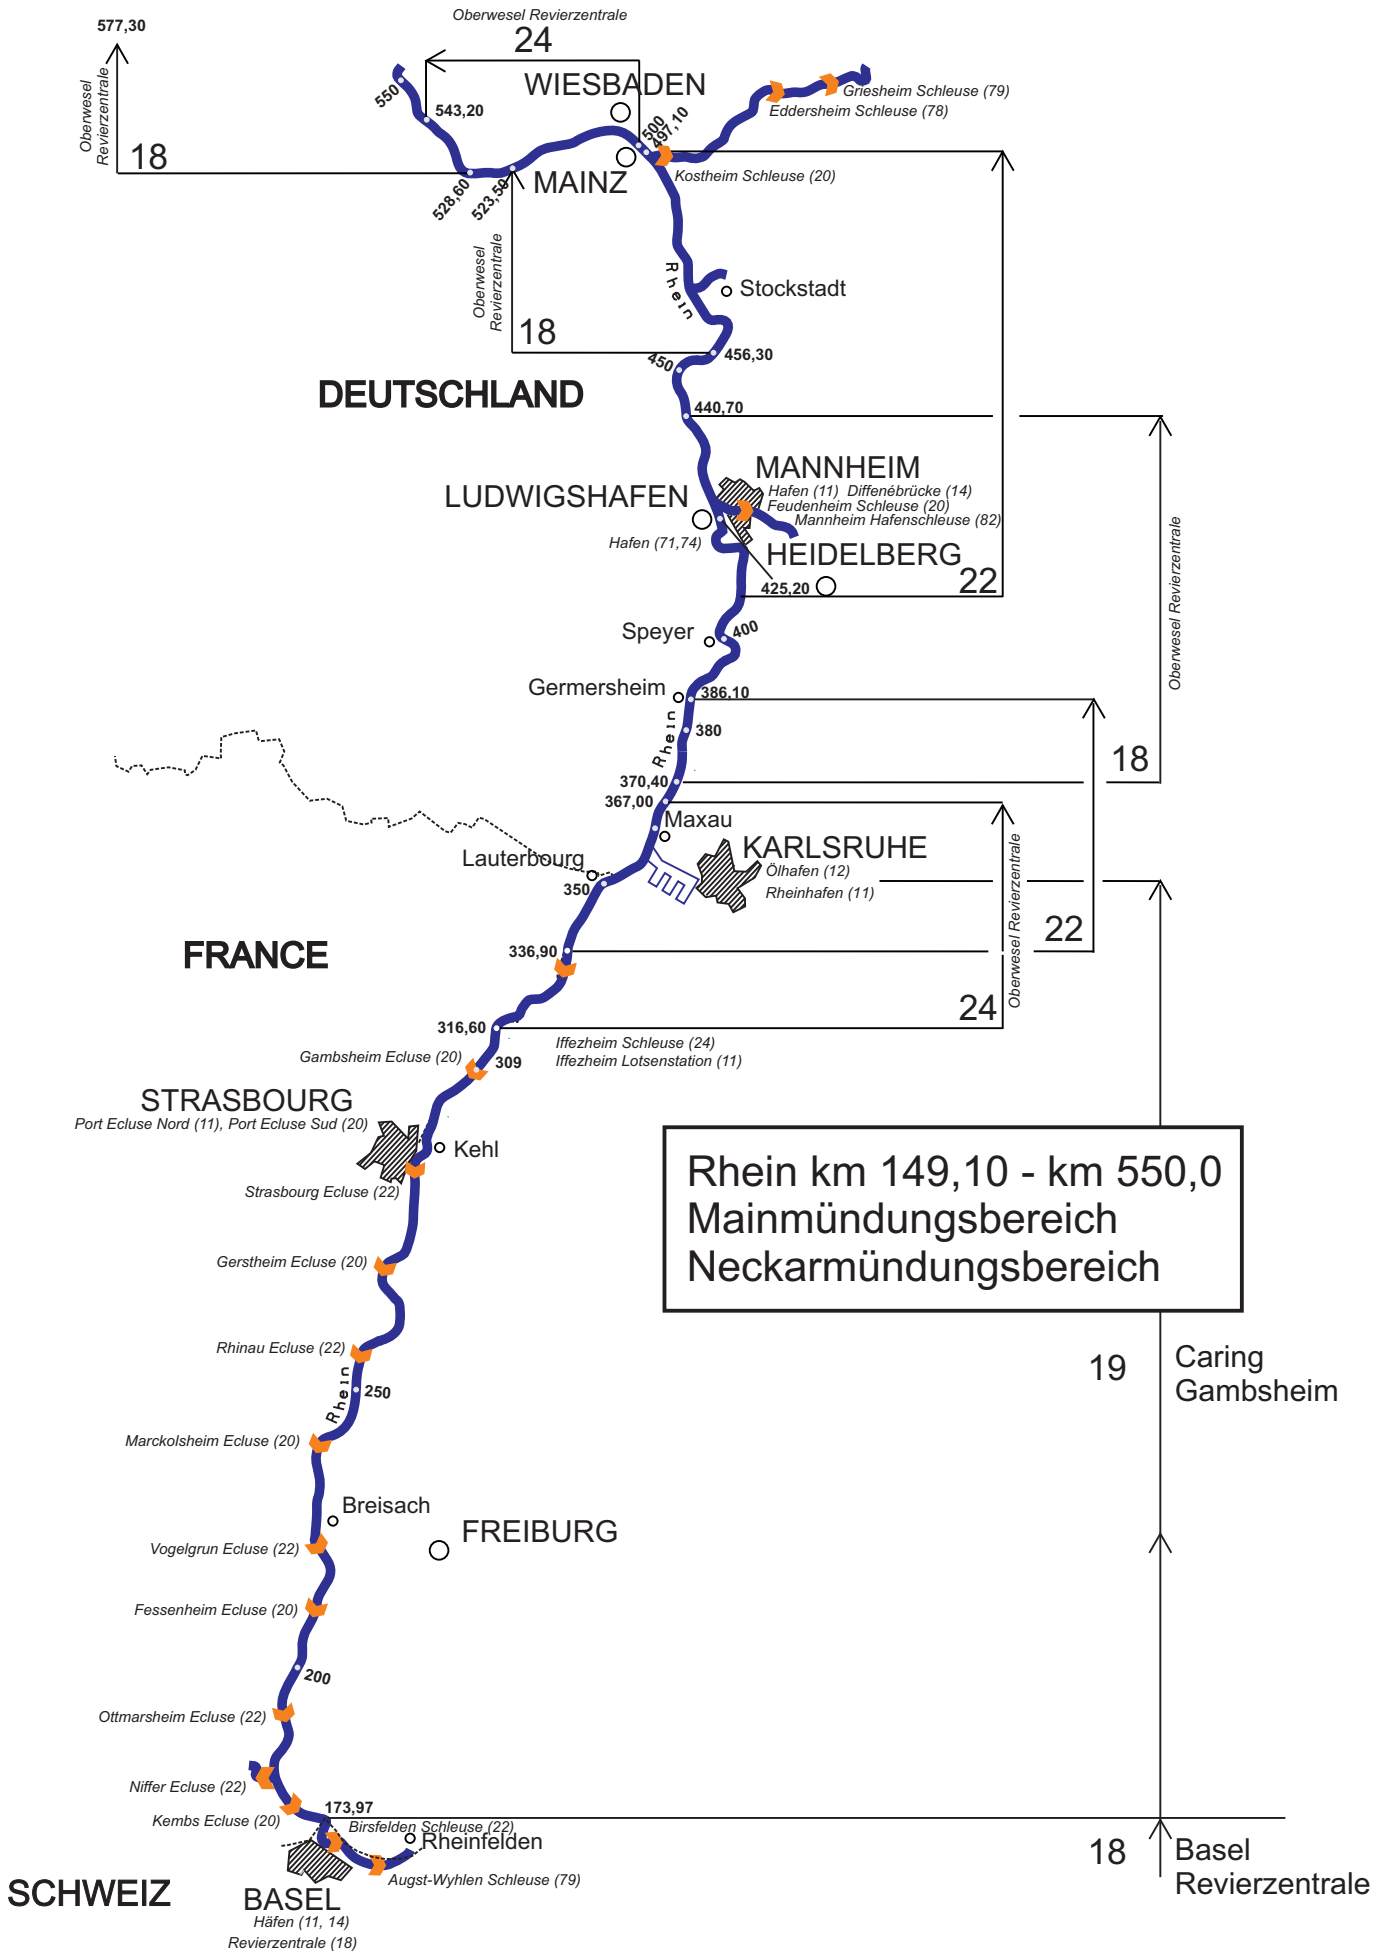 577,30
Oberwesel Revierzentrale
24
WIESBADEN
550
543,20
500
497,10
Griesheim Schleuse (79)
Eddersheim Schleuse (78)
Oberwesel
Revierzentrale
18
528,60
523,50
MAINZ
Kostheim Schleuse (20)
Oberwesel
Revierzentrale
18
Rhein
Stockstadt
456,30
450
DEUTSCHLAND
440,70
MANNHEIM
Hafen (11) Diffenébrücke (14)
Feudenheim Schleuse (20)
Mannheim Hafenschleuse (82)
LUDWIGSHAFEN
Hafen (71,74)
HEIDELBERG
425,20
22
Oberwesel Revierzentrale
Speyer
400
Germersheim
386,10
Rhein
380
18
370,40
367,00
Maxau
KARLSRUHE
Ölhafen (12)
Rheinhafen (11)
Lauterbourg
350
Oberwesel Revierzentrale
22
FRANCE
336,90
24
316,60
Iffezheim Schleuse (24)
Iffezheim Lotsenstation (11)
Gambsheim Ecluse (20)
309
STRASBOURG
Port Ecluse Nord (11), Port Ecluse Sud (20)
Kehl
Strasbourg Ecluse (22)
Rhein km 149,10 - km 550,0
Mainmündungsbereich
Neckarmündungsbereich
Gerstheim Ecluse (20)
Rhinau Ecluse (22)
19
Caring
Gambsheim
Rhein
250
Marckolsheim Ecluse (20)
Breisach
FREIBURG
Vogelgrun Ecluse (22)
Fessenheim Ecluse (20)
200
Ottmarsheim Ecluse (22)
Niffer Ecluse (22)
Kembs Ecluse (20)
173,97
Birsfelden Schleuse (22)
Rheinfelden
18
Basel
Revierzentrale
Augst-Wyhlen Schleuse (79)
SCHWEIZ
BASEL
Häfen (11, 14)
Revierzentrale (18)